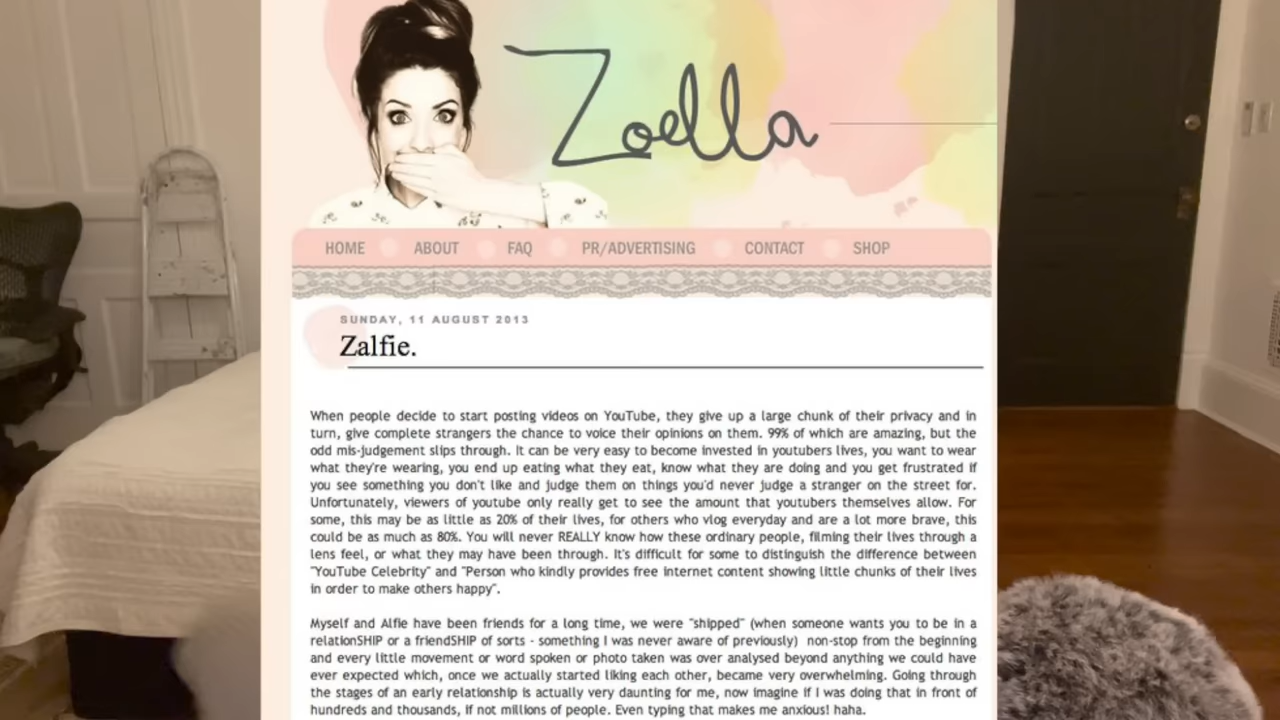 Zoella
HOME ABOUT FAQ PR/ADVERTISING CONTACT SHOP
SUNDAY, 11 AUGUST 2013
Zalfie.
When people decide to start posting videos on YouTube, they give up a large chunk of their privacy and in
turn, give complete strangers the chance to voice their opinions on them. 99% of which are amazing, but the
odd mis-judgement slips through. It can be very easy to become invested in youtubers lives, you want to wear
what they're wearing, you end up eating what they eat, know what they are doing and you get frustrated if
you see something you don't like and judge them on things you'd never judge a stranger on the street for.
Unfortunately, viewers of youtube only really get to see the amount that youtubers themselves allow. For
some, this may be as little as 20% of their lives, for others who vlog everyday and are a lot more brave, this
could be as much as 80%. You will never REALLY know how these ordinary people, filming their lives through a
lens feel, or what they may have been through. It's difficult for some to distinguish the difference between
"YouTube Celebrity" and "Person who kindly provides free internet content showing little chunks of their lives
in order to make others happy".
Myself and Alfie have been friends for a long time, we were "shipped" (when someone wants you to be in a
relationSHIP or a friendSHIP of sorts - something I was never aware of previously) non-stop from the beginning
and every little movement or word spoken or photo taken was over analysed beyond anything we could have
ever expected which, once we actually started liking each other, became very overwhelming. Going through
the stages of an early relationship is actually very daunting for me, now imagine if I was doing that in front of
hundreds and thousands, if not millions of people. Even typing that makes me anxious! haha.